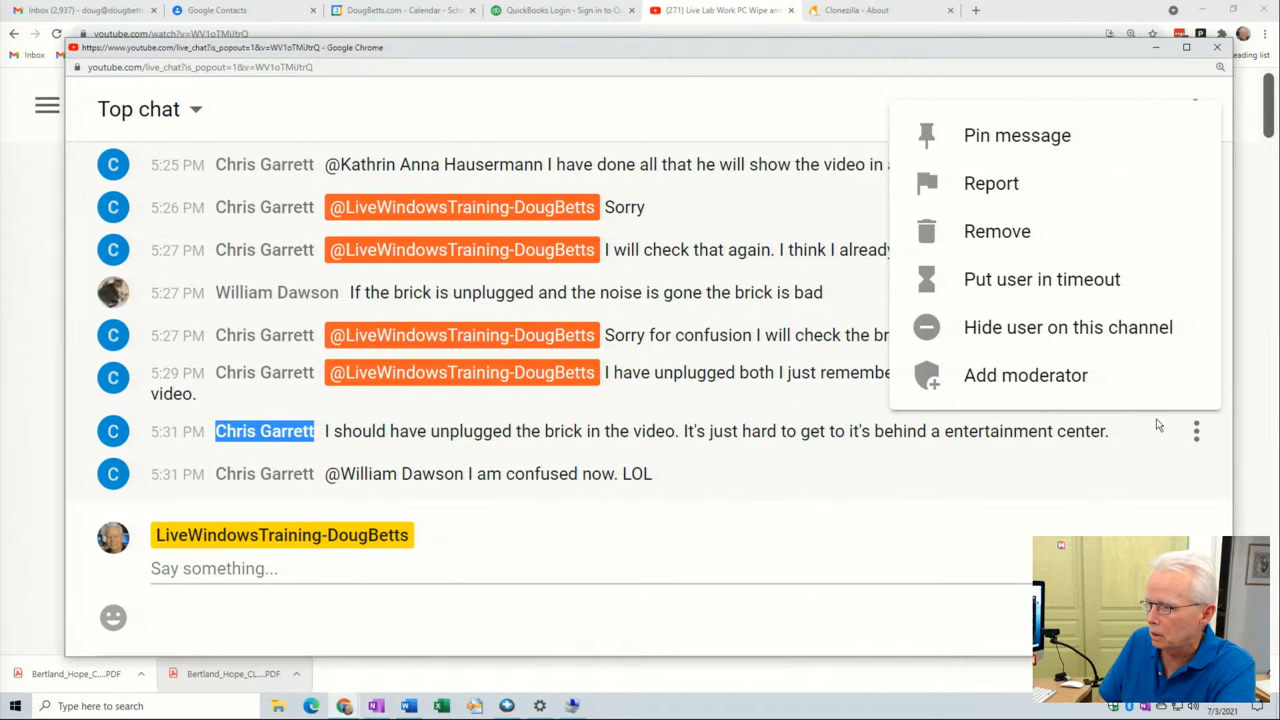 Inbox (2,937) - doug@dougbetts
Google Contacts
DougBetts.com - Calendar - Sch
QuickBooks Login - Sign in to Q
(271) Live Lab Work PC Wipe and
Clonezilla - About
youtube.com/watch?v=WV1oTMiJtrQ
Inbox
eading list
https://www.youtube.com/live_chat?is_popout=1&v=WV1oTMiJtrQ - Google Chrome
youtube.com/live_chat?is_popout=1&v=WV1oTMiJtrQ
Top chat
C 5:25 PM Chris Garrett @Kathrin Anna Hausermann I have done all that he will show the video in a
C 5:26 PM Chris Garrett @LiveWindowsTraining-DougBetts Sorry
C 5:27 PM Chris Garrett @LiveWindowsTraining-DougBetts I will check that again. I think I already
5:27 PM William Dawson If the brick is unplugged and the noise is gone the brick is bad
C 5:27 PM Chris Garrett @LiveWindowsTraining-DougBetts Sorry for confusion I will check the br
C 5:29 PM Chris Garrett @LiveWindowsTraining-DougBetts I have unplugged both I just remembe
video.
C 5:31 PM Chris Garrett I should have unplugged the brick in the video. It's just hard to get to it's behind a entertainment center.
C 5:31 PM Chris Garrett @William Dawson I am confused now. LOL
Pin message
Report
Remove
Put user in timeout
Hide user on this channel
Add moderator
LiveWindowsTraining-DougBetts
Say something...
Bertland_Hope_C....PDF
Bertland_Hope_CL....PDF
Type here to search
7/3/2021